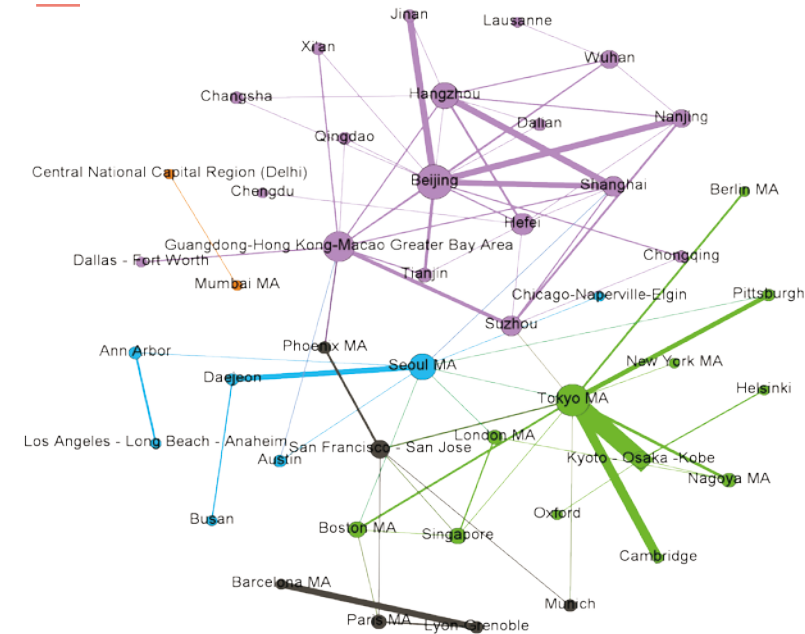 Jinan
Lausanne
Xi'an
Wuhan
Changsha
Hangzhou
Dalian
Nanjing
Qingdao
Central National Capital Region (Delhi)
Beijing
Shanghai
Chengdu
Berlin MA
Hefei
Guangdong-Hong Kong-Macao Greater Bay Area
Dallas - Fort Worth
Chongqing
Tianjin
Mumbai MA
Chicago-Naperville-Elgin
Pittsburgh
Suzhou
Phoenix MA
Ann Arbor
Seoul MA
New York MA
Daejeon
Helsinki
Tokyo MA
Los Angeles - Long Beach - Anaheim
San Francisco - San Jose
London MA
Austin
Kyoto - Osaka -Kobe
Nagoya MA
Busan
Oxford
Boston MA
Singapore
Cambridge
Barcelona MA
Munich
Paris MA
Lyon-Grenoble